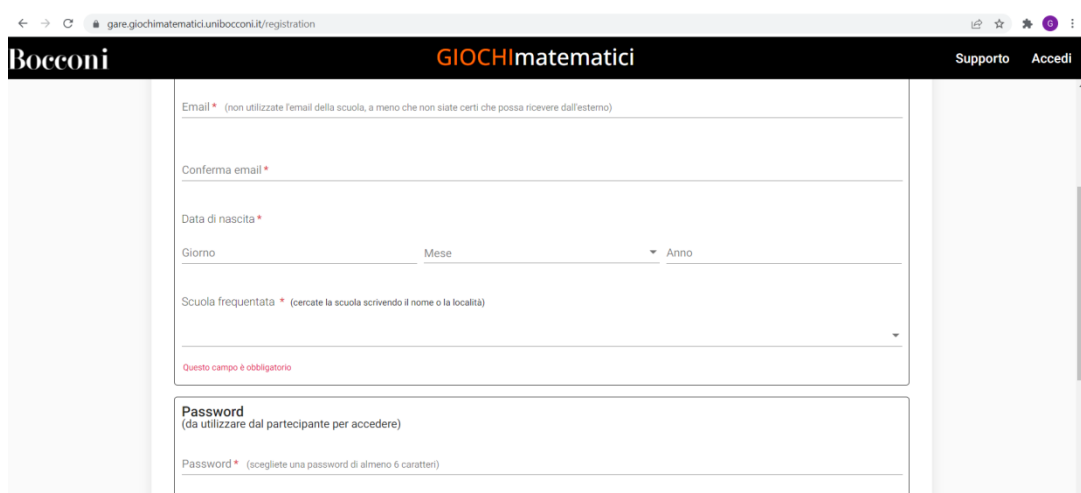 gare.giochimatematici.unibocconi.it/registration
G
Bocconi
GIOCHImatematici
Supporto Accedi
Email * (non utilizzate l'email della scuola, a meno che non siate certi che possa ricevere dall'esterno)
Conferma email *
Data di nascita *
Giorno Mese Anno
Scuola frequentata * (cercate la scuola scrivendo il nome o la località)
Questo campo è obbligatorio
Password
(da utilizzare dal partecipante per accedere)
Password * (scegliete una password di almeno 6 caratteri)